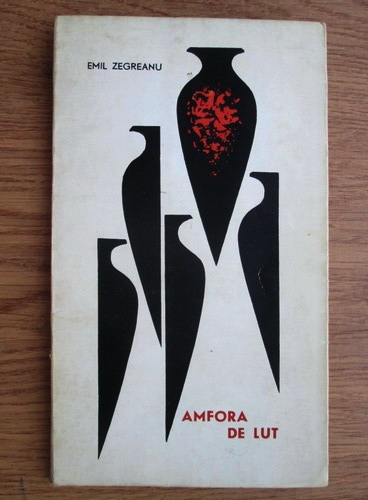 EMIL ZEGREANU
AMFORA
DE LUT